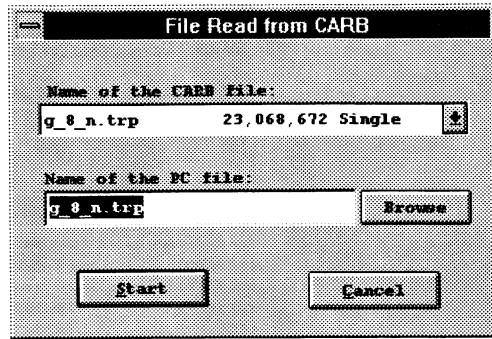 File Read from CARB
Name of the CARB file:
g_8_n.trp 23,068,672 Single
Name of the PC file:
g_8_n.trp Browse
Start Cancel